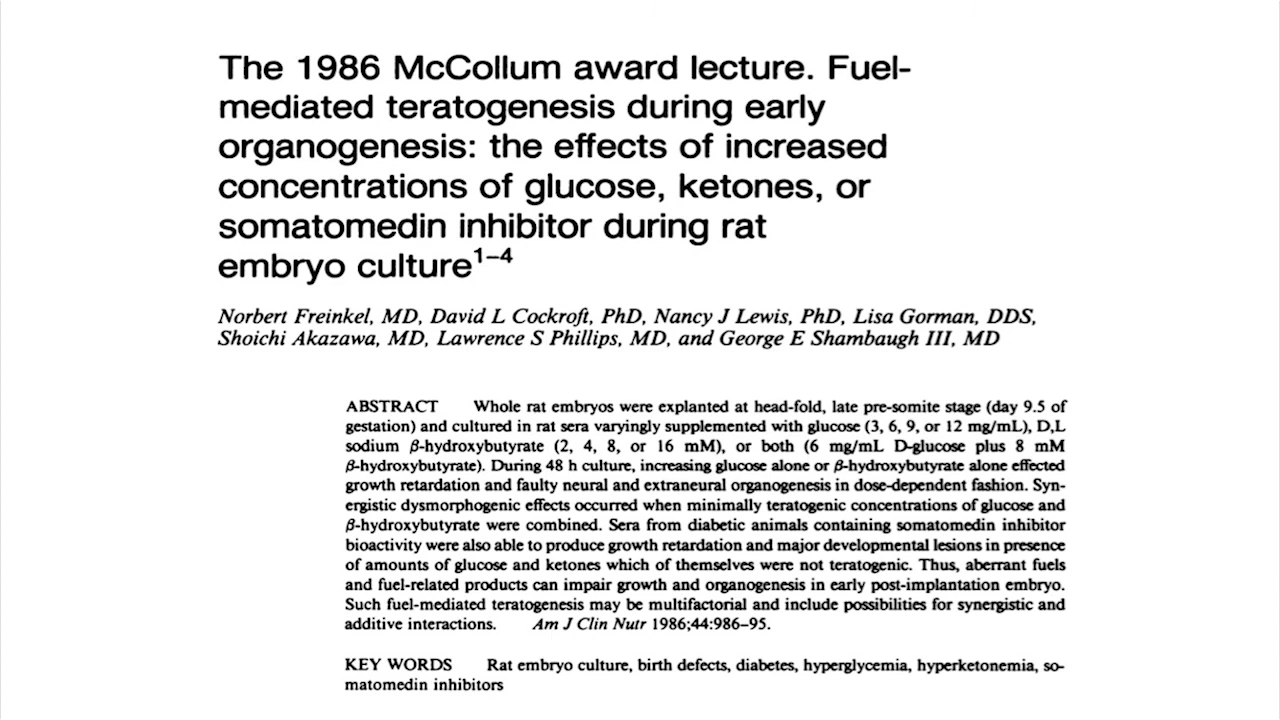 The 1986 McCollum award lecture. Fuel-
mediated teratogenesis during early
organogenesis: the effects of increased
concentrations of glucose, ketones, or
somatomedin inhibitor during rat
embryo culture1–4
Norbert Freinkel, MD, David L Cockroft, PhD, Nancy J Lewis, PhD, Lisa Gorman, DDS,
Shoichi Akazawa, MD, Lawrence S Phillips, MD, and George E Shambaugh III, MD
ABSTRACT Whole rat embryos were explanted at head-fold, late pre-somite stage (day 9.5 of
gestation) and cultured in rat sera varyingly supplemented with glucose (3, 6, 9, or 12 mg/mL), D,L
sodium β-hydroxybutyrate (2, 4, 8, or 16 mM), or both (6 mg/mL D-glucose plus 8 mM
β-hydroxybutyrate). During 48 h culture, increasing glucose alone or β-hydroxybutyrate alone effected
growth retardation and faulty neural and extraneural organogenesis in dose-dependent fashion. Syn-
ergistic dysmorphogenic effects occurred when minimally teratogenic concentrations of glucose and
β-hydroxybutyrate were combined. Sera from diabetic animals containing somatomedin inhibitor
bioactivity were also able to produce growth retardation and major developmental lesions in presence
of amounts of glucose and ketones which of themselves were not teratogenic. Thus, aberrant fuels
and fuel-related products can impair growth and organogenesis in early post-implantation embryo.
Such fuel-mediated teratogenesis may be multifactorial and include possibilities for synergistic and
additive interactions. Am J Clin Nutr 1986;44:986–95.
KEY WORDS Rat embryo culture, birth defects, diabetes, hyperglycemia, hyperketonemia, so-
matomedin inhibitors